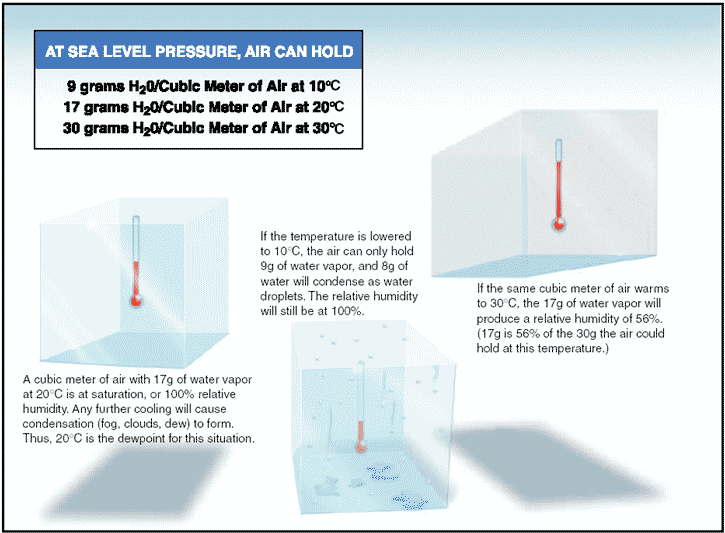 AT SEA LEVEL PRESSURE, AIR CAN HOLD
9 grams H₂0/Cubic Meter of Air at 10°C
17 grams H₂0/Cubic Meter of Air at 20°C
30 grams H₂0/Cubic Meter of Air at 30°C
A cubic meter of air with 17g of water vapor
at 20°C is at saturation, or 100% relative
humidity. Any further cooling will cause
condensation (fog, clouds, dew) to form.
Thus, 20°C is the dewpoint for this situation.
If the temperature is lowered
to 10°C, the air can only hold
9g of water vapor, and 8g of
water will condense as water
droplets. The relative humidity
will still be at 100%.
If the same cubic meter of air warms
to 30°C, the 17g of water vapor will
produce a relative humidity of 56%.
(17g is 56% of the 30g the air could
hold at this temperature.)